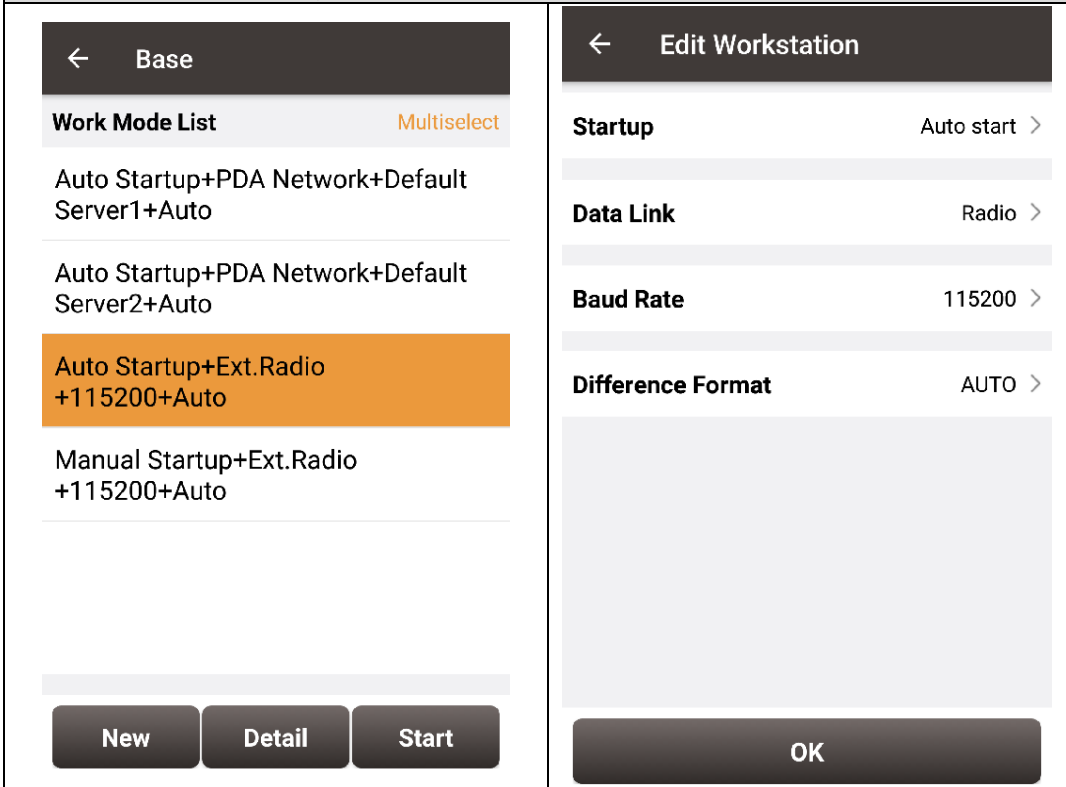 ← Base
Work Mode List Multiselect
Auto Startup+PDA Network+Default
Server1+Auto
Auto Startup+PDA Network+Default
Server2+Auto
Auto Startup+Ext.Radio
+115200+Auto
Manual Startup+Ext.Radio
+115200+Auto
New Detail Start
← Edit Workstation
Startup Auto start >
Data Link Radio >
Baud Rate 115200 >
Difference Format AUTO >
OK